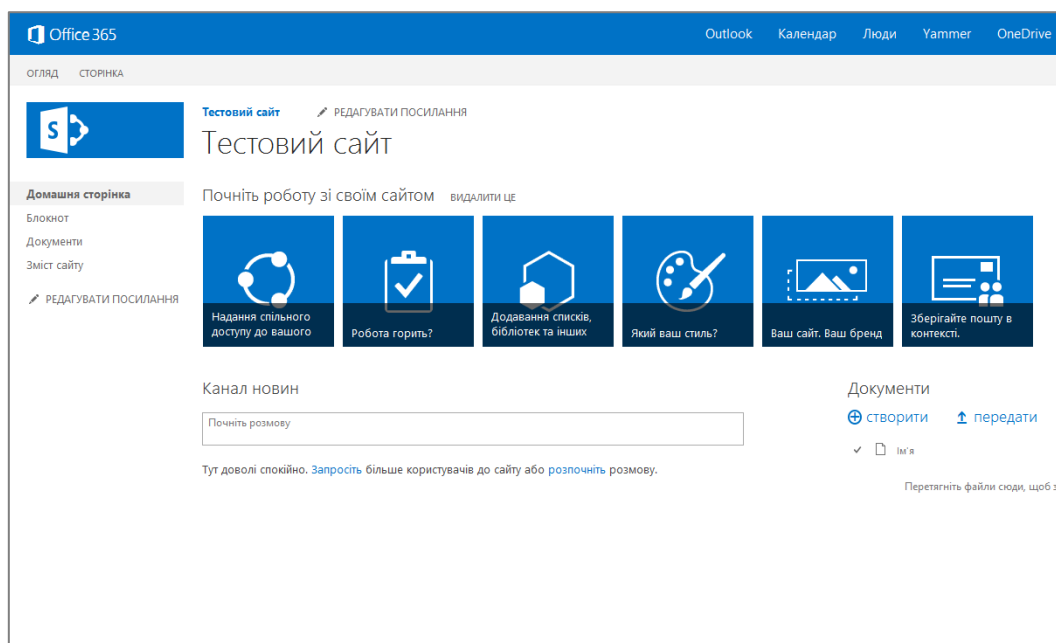 Office 365
Outlook Календар Люди Yammer OneDrive
ОГЛЯД СТОРІНКА
S
Тестовий сайт РЕДАГУВАТИ ПОСИЛАННЯ
Тестовий сайт
Домашня сторінка
Блокнот
Документи
Зміст сайту
РЕДАГУВАТИ ПОСИЛАННЯ
Почніть роботу зі своїм сайтом ВИДАЛИТИ ЦЕ
Надання спільного
доступу до вашого
Робота горить?
Додавання списків,
бібліотек та інших
Який ваш стиль?
Ваш сайт. Ваш бренд
Зберігайте пошту в
контексті.
Канал новин
Почніть розмову
Тут доволі спокійно. Запросіть більше користувачів до сайту або розпочніть розмову.
Документи
створити передати
Ім'я
Перетягніть файли сюди, щоб з